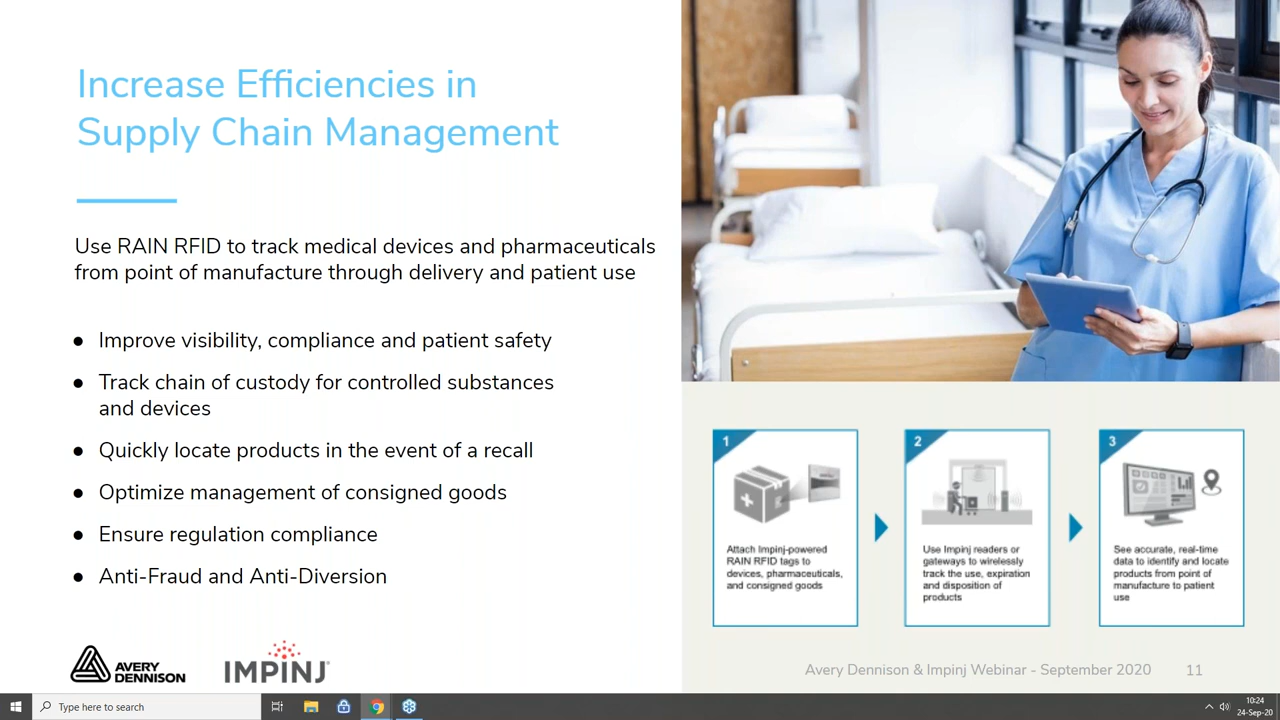 Increase Efficiencies in
Supply Chain Management
Use RAIN RFID to track medical devices and pharmaceuticals
from point of manufacture through delivery and patient use
● Improve visibility, compliance and patient safety
● Track chain of custody for controlled substances
and devices
● Quickly locate products in the event of a recall
● Optimize management of consigned goods
● Ensure regulation compliance
● Anti-Fraud and Anti-Diversion
1
Attach Impinj-powered
RAIN RFID tags to
devices, pharmaceuticals,
and consigned goods
2
Use Impinj readers or
gateways to wirelessly
track the use, expiration
and disposition of
products
3
See accurate, real-time
data to identify and locate
products from point of
manufacture to patient
use
AVERY
DENNISON
IMPINJ
Avery Dennison & Impinj Webinar - September 2020 11
Type here to search
10:24
24-Sep-20